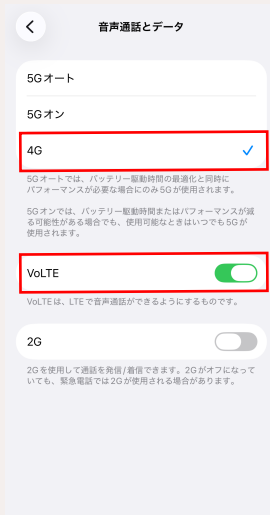 音声通話とデータ
5Gオート
5Gオン
4G
5Gオートでは、バッテリー駆動時間の最適化と同時に
パフォーマンスが必要な場合にのみ5Gが使用されます。
5Gオンでは、バッテリー駆動時間またはパフォーマンスが減
る可能性がある場合でも、使用可能なときはいつでも5Gが
使用されます。
VoLTE
VoLTEは、LTEで音声通話ができるようにするものです。
2G
2Gを使用して通話を発信/着信できます。2Gがオフになって
いても、緊急電話では2Gが使用される場合があります。